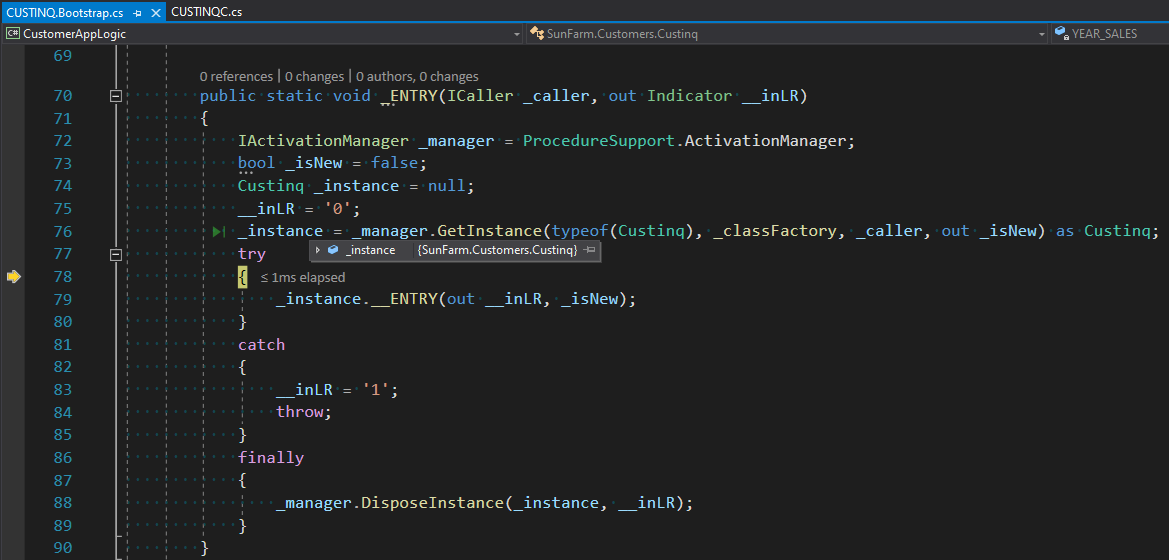 CUSTINQ.Bootstrap.cs CUSTINQC.cs
C# CustomerAppLogic SunFarm.Customers.Custinq YEAR_SALES
69
0 references | 0 changes | 0 authors, 0 changes
70 public static void _ENTRY(ICaller _caller, out Indicator __inLR)
71 {
72 IActivationManager _manager = ProcedureSupport.ActivationManager;
73 bool _isNew = false;
74 Custinq _instance = null;
75 __inLR = '0';
76 _instance = _manager.GetInstance(typeof(Custinq), _classFactory, _caller, out _isNew) as Custinq;
77 try
_instance {SunFarm.Customers.Custinq}
78 { ≤ 1ms elapsed
79 _instance.__ENTRY(out __inLR, _isNew);
80 }
81 catch
82 {
83 __inLR = '1';
84 throw;
85 }
86 finally
87 {
88 _manager.DisposeInstance(_instance, __inLR);
89 }
90 }